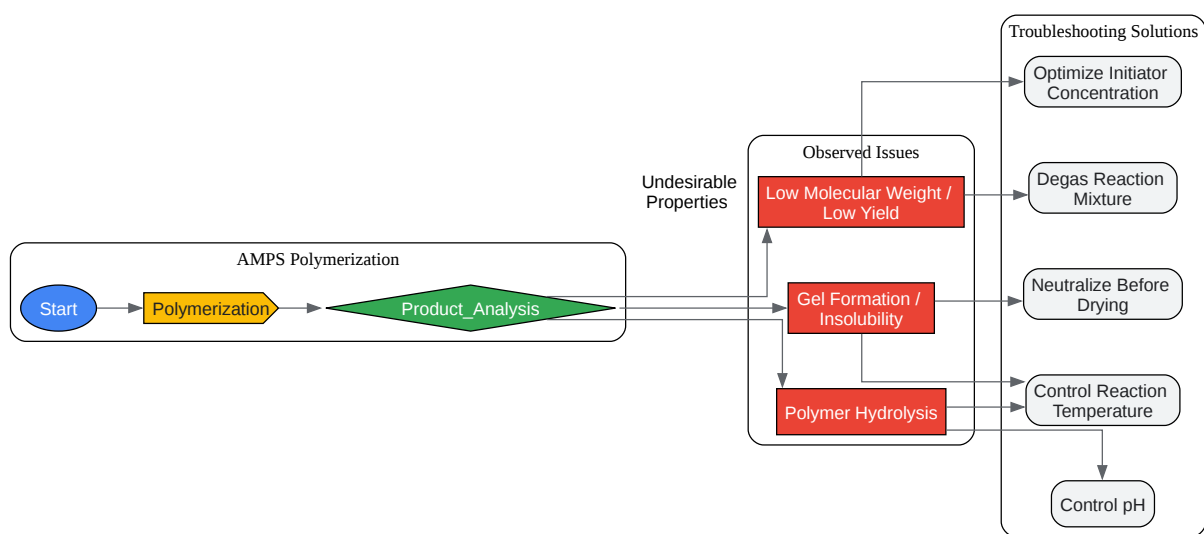 AMPS Polymerization
Start
Polymerization
Product_Analysis
Undesirable
Properties
Observed Issues
Low Molecular Weight /
Low Yield
Gel Formation /
Insolubility
Polymer Hydrolysis
Troubleshooting Solutions
Optimize Initiator
Concentration
Degas Reaction
Mixture
Neutralize Before
Drying
Control Reaction
Temperature
Control pH